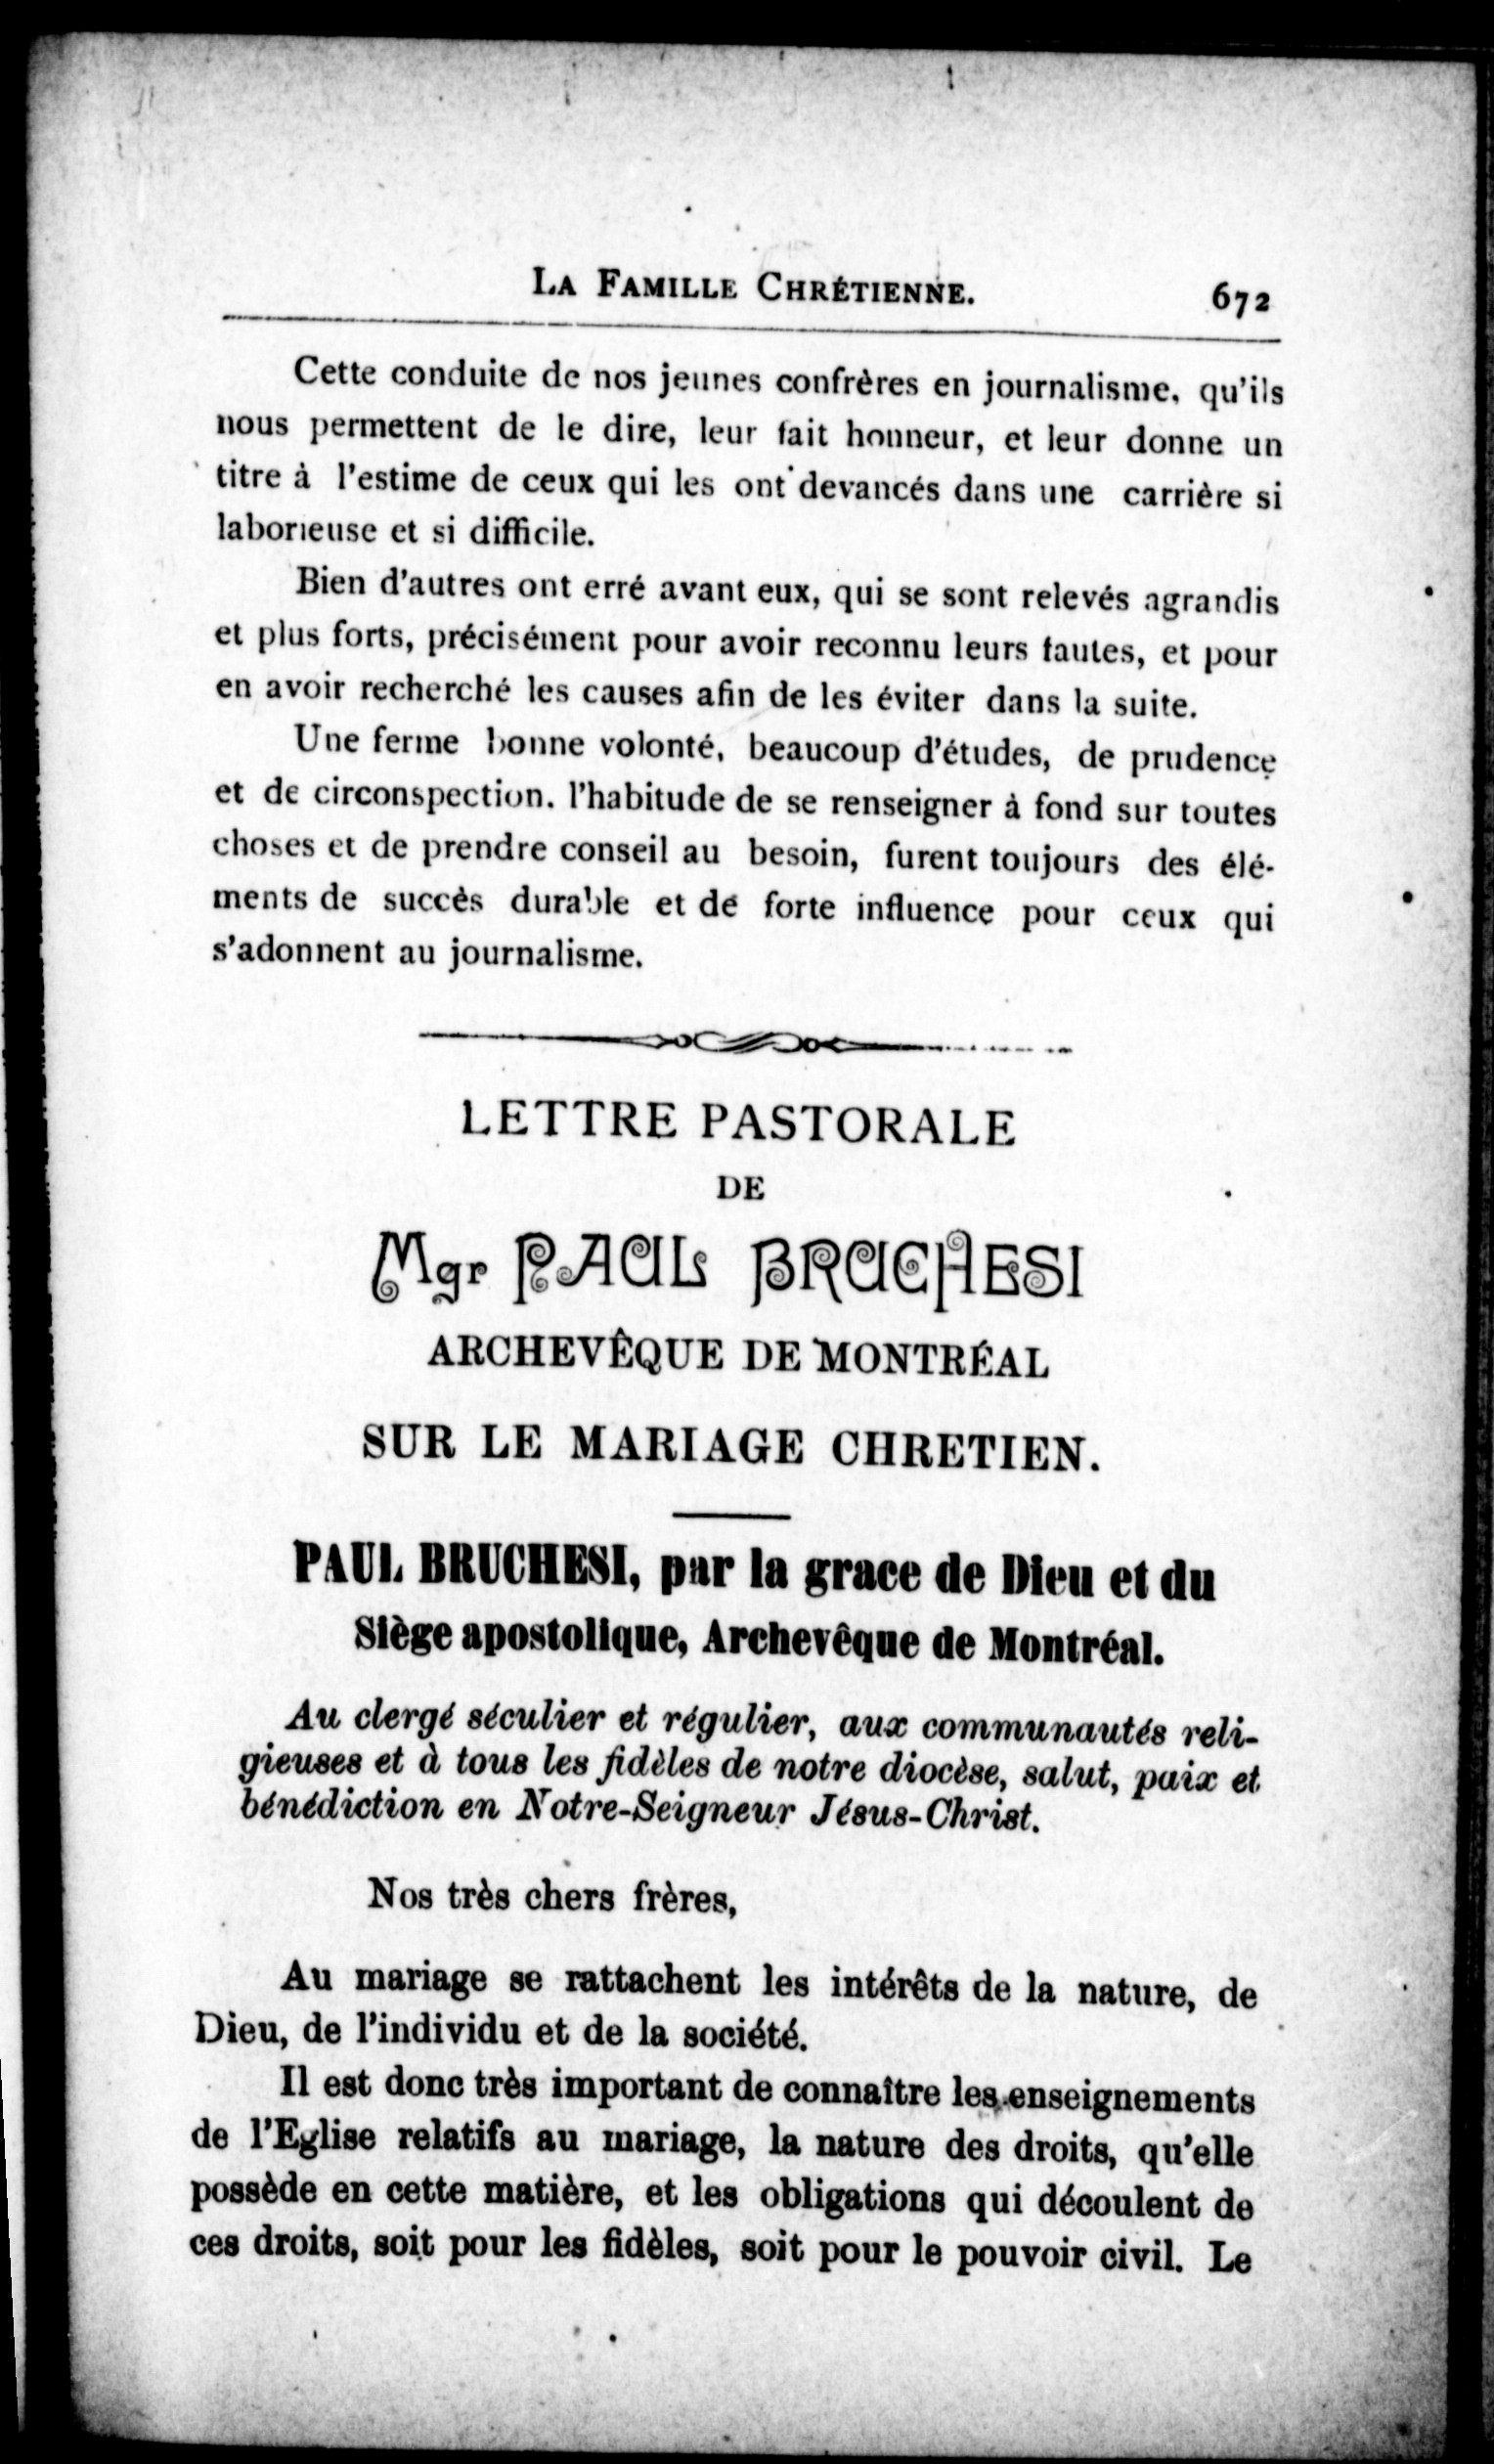 LA FAMILLE CHRÉTIENNE. 672
Cette conduite de nos jeunes confrères en journalisme, qu'ils
nous permettent de le dire, leur fait honneur, et leur donne un
titre à l'estime de ceux qui les ont devancés dans une carrière si
laborieuse et si difficile.
Bien d'autres ont erré avant eux, qui se sont relevés agrandis
et plus forts, précisément pour avoir reconnu leurs fautes, et pour
en avoir recherché les causes afin de les éviter dans la suite.
Une ferme bonne volonté, beaucoup d'études, de prudence
et de circonspection. l'habitude de se renseigner à fond sur toutes
choses et de prendre conseil au besoin, furent toujours des élé-
ments de succès durable et de forte influence pour ceux qui
s'adonnent au journalisme.
LETTRE PASTORALE
DE
Mgr PAUL BRUCHESI
ARCHEVÊQUE DE MONTRÉAL
SUR LE MARIAGE CHRETIEN.
PAUL BRUCHESI, par la grace de Dieu et du
Siège apostolique, Archevêque de Montréal.
Au clergé séculier et régulier, aux communautés reli-
gieuses et à tous les fidèles de notre diocèse, salut, paix et
bénédiction en Notre-Seigneur Jésus-Christ.
Nos très chers frères,
Au mariage se rattachent les intérêts de la nature, de
Dieu, de l'individu et de la société.
Il est donc très important de connaître les enseignements
de l'Eglise relatifs au mariage, la nature des droits, qu'elle
possède en cette matière, et les obligations qui découlent de
ces droits, soit pour les fidèles, soit pour le pouvoir civil. Le